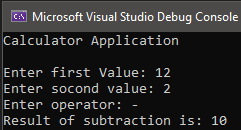 Microsoft Visual Studio Debug Console
Calculator Application
Enter first Value: 12
Enter socond value: 2
Enter operator: -
Result of subtraction is: 10